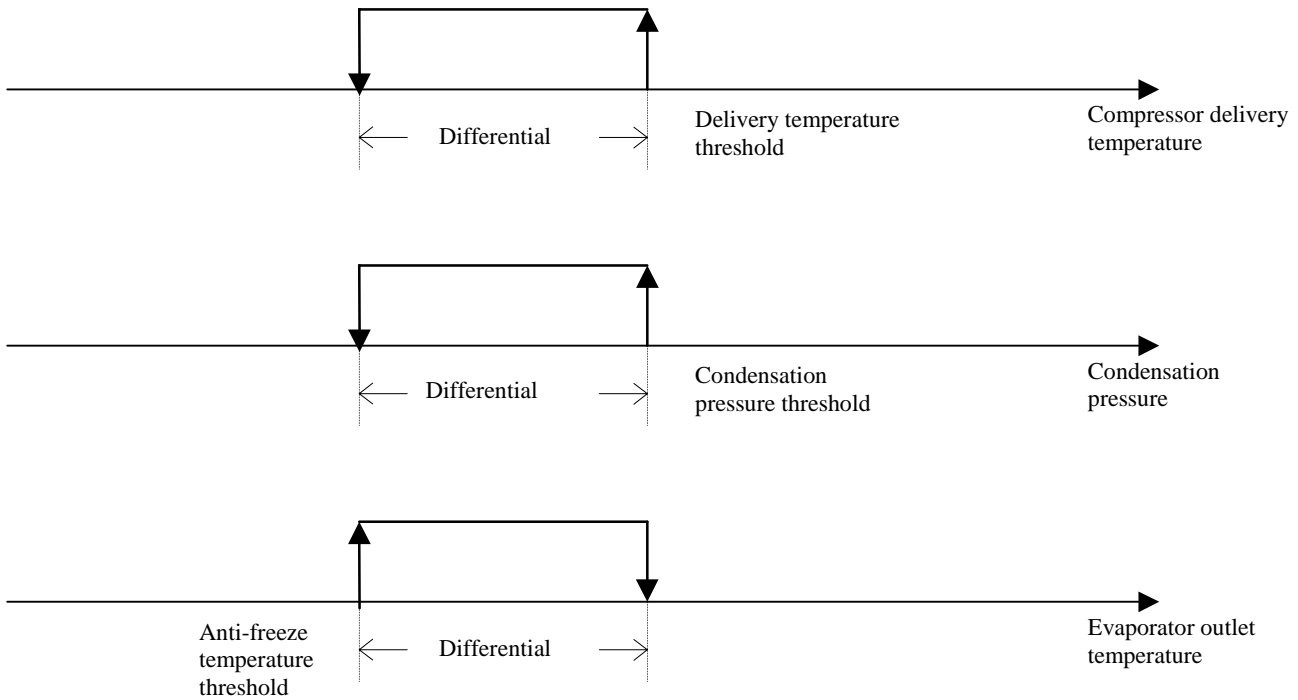 Differential
Delivery temperature
threshold
Compressor delivery
temperature
Differential
Condensation
pressure threshold
Condensation
pressure
Anti-freeze
temperature
threshold
Differential
Evaporator outlet
temperature